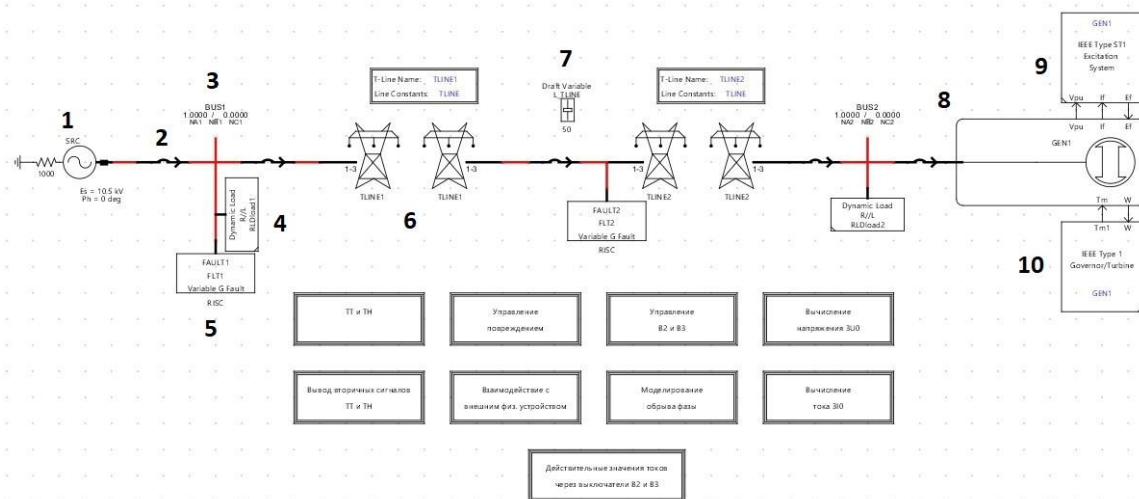 1
SRC
1000
Es = 10.5 kV
Ph = 0 deg
2
3
BUS1
1.0000 / 0.0000
NA1 NB1 NC1
Dynamic Load
R//L
RLDload1
4
FAULT1
FLT1
Variable G Fault
RISC
5
T-Line Name: TLINE1
Line Constants: TLINE
1-3
TLINE1
1-3
TLINE1
6
7
Draft Variable
L_TLINE
50
FAULT2
FLT2
Variable G Fault
RISC
T-Line Name: TLINE2
Line Constants: TLINE
1-3
TLINE2
1-3
TLINE2
BUS2
1.0000 / 0.0000
NA2 NB2 NC2
Dynamic Load
R//L
RLDload2
8
9
GEN1
IEEE Type ST1
Excitation
System
Vpu If Ef
Vpu If Ef
GEN1
Tm W
Tm1 W
10
IEEE Type 1
Governor/Turbine
GEN1
ТТ и ТН
Управление
повреждением
Управление
В2 и В3
Вычисление
напряжения 3U0
Вывод вторичных сигналов
ТТ и ТН
Взаимодействие с
внешним физ. устройством
Моделирование
обрыва фазы
Вычисление
тока 3I0
Действительные значения токов
через выключатели В2 и В3